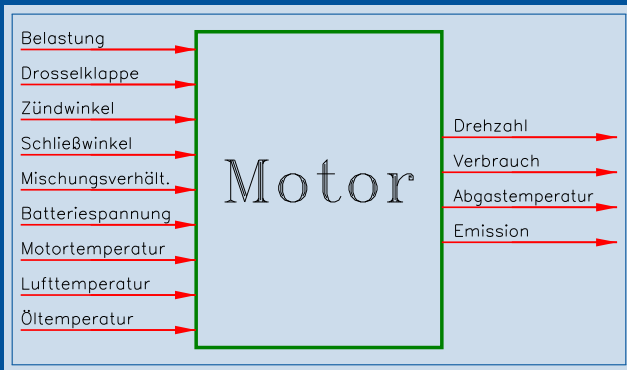 Belastung
Drosselklappe
Zündwinkel
Schließwinkel
Mischungsverhält.
Batteriespannung
Motortemperatur
Lufttemperatur
Öltemperatur
Motor
Drehzahl
Verbrauch
Abgastemperatur
Emission